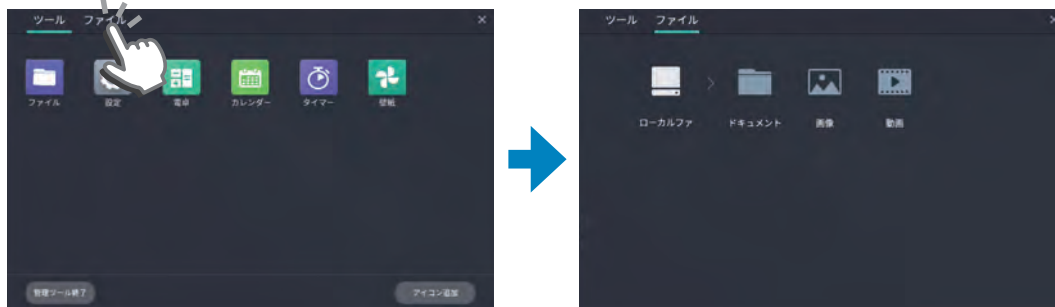 ツール ファイル
ファイル 設定 電卓 カレンダー タイマー 壁紙
管理ツール終了 アイコン追加
ツール ファイル
ローカルファ ドキュメント 画像 動画